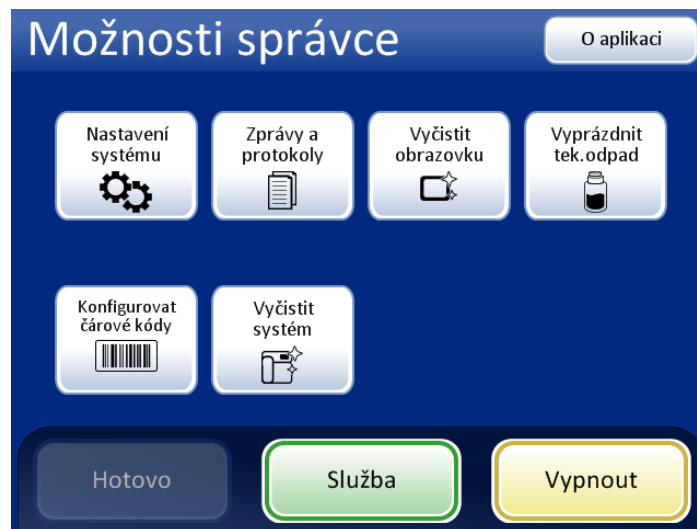 Možnosti správce
O aplikaci
Nastavení
systému
Zprávy a
protokoly
Vyčistit
obrazovku
Vyprázdnit
tek.odpad
Konfigurovat
čárové kódy
Vyčistit
systém
Hotovo
Služba
Vypnout